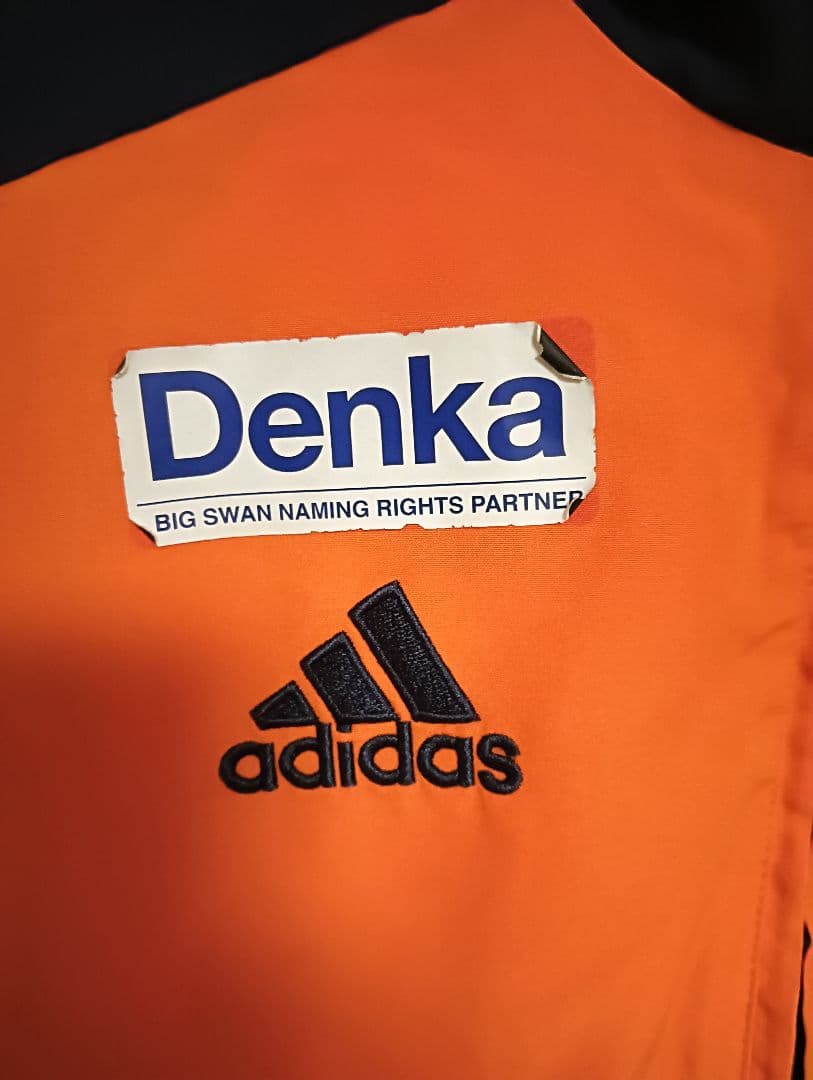 Denka
BIG SWAN NAMING RIGHTS PARTNER
adidas